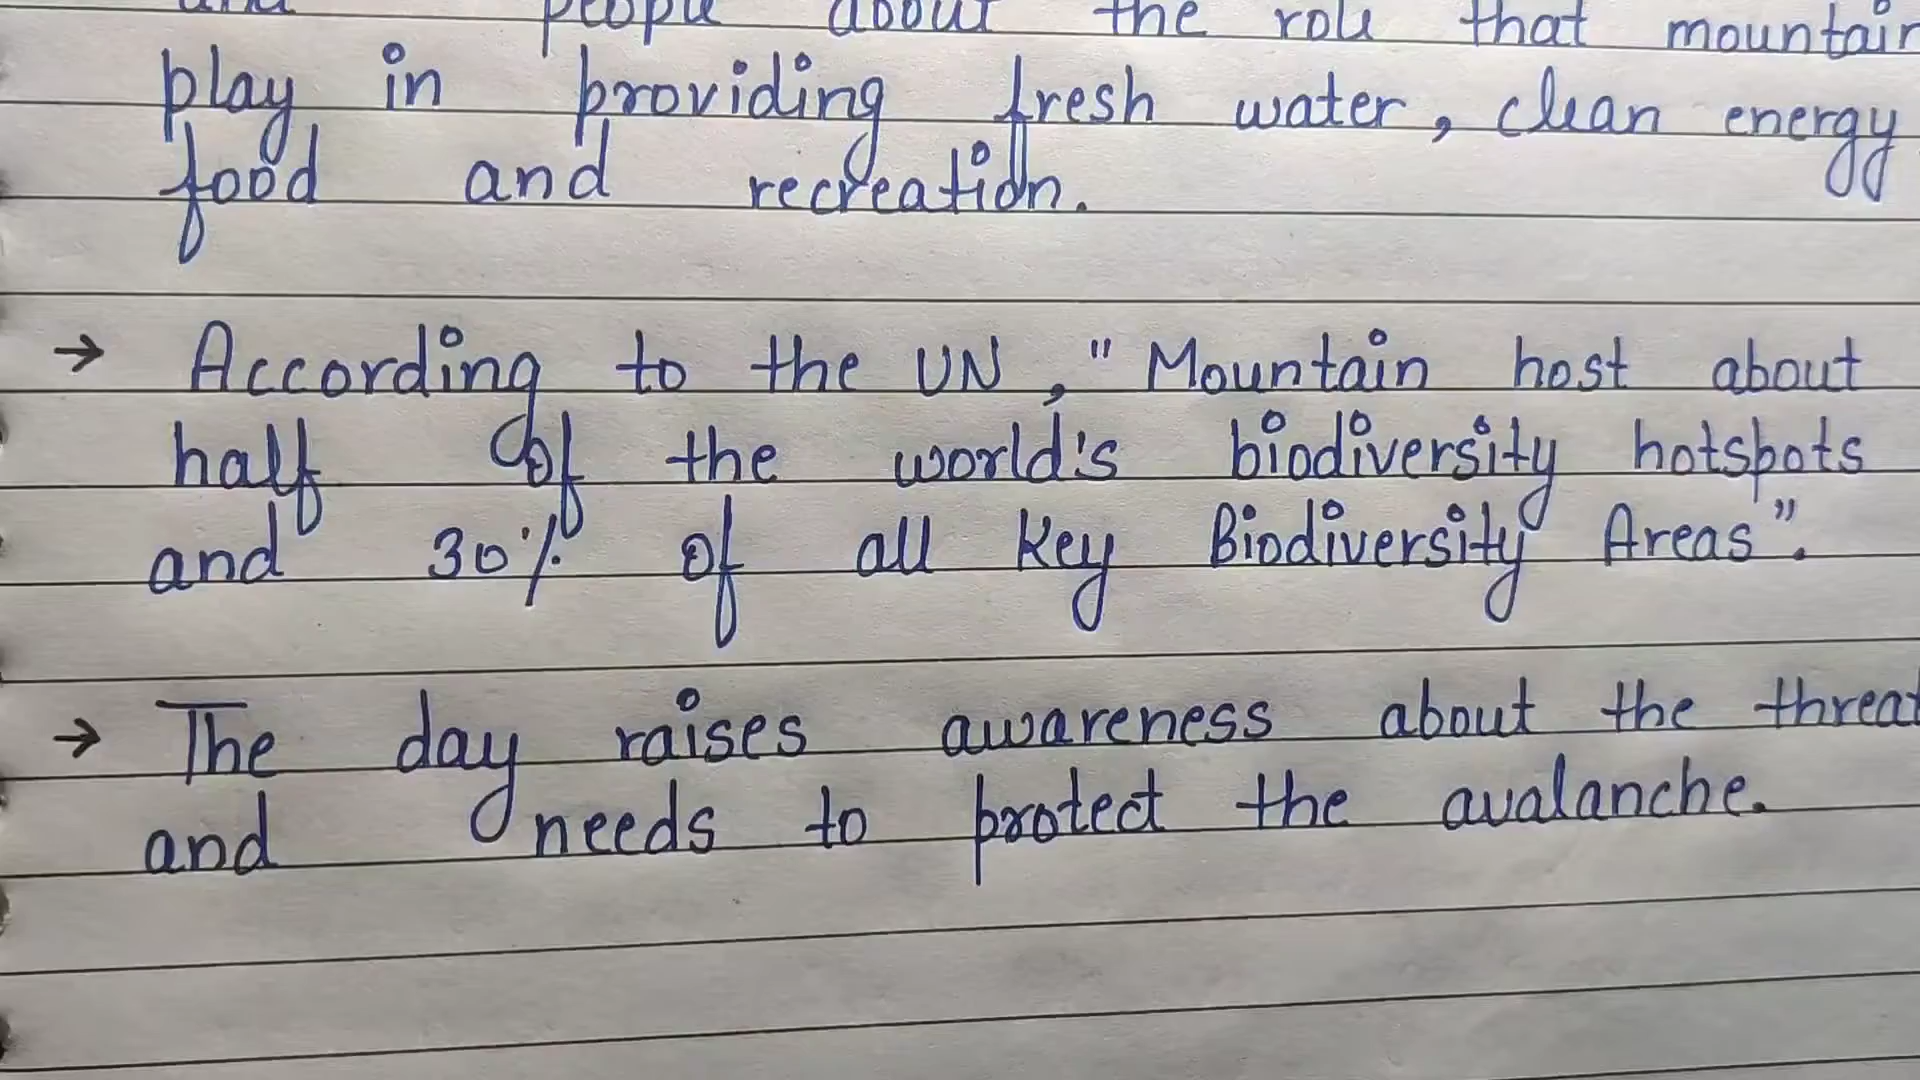 and people about the role that mountain
play in providing fresh water, clean energy
food and recreation.
→ According to the UN, "Mountain host about
half of the world's biodiversity hotspots
and 30% of all Key Biodiversity Areas".
→ The day raises awareness about the threat
and needs to protect the avalanche.